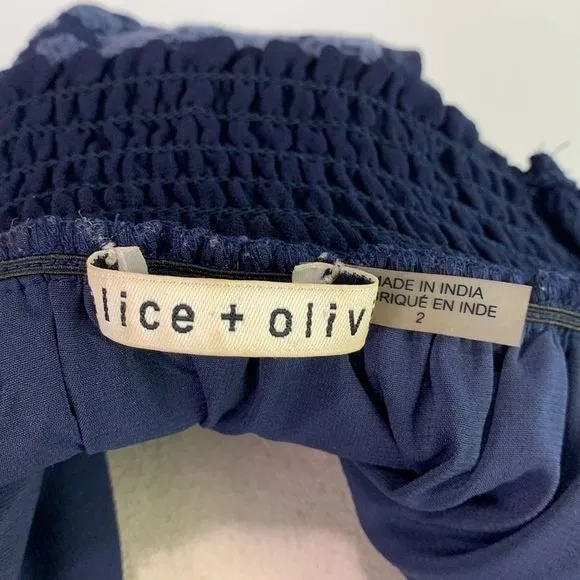 lice + oliv
MADE IN INDIA
RIQUÉ EN INDE
2